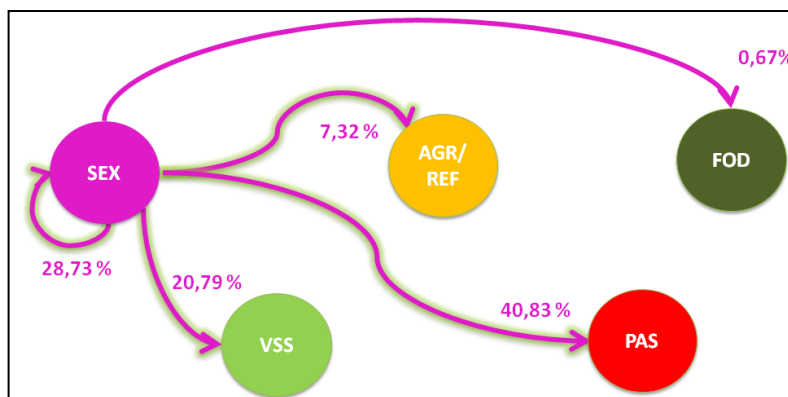 0,67%
7,32 %
AGR/
REF
FOD
SEX
28,73 %
20,79 %
40,83 %
VSS
PAS